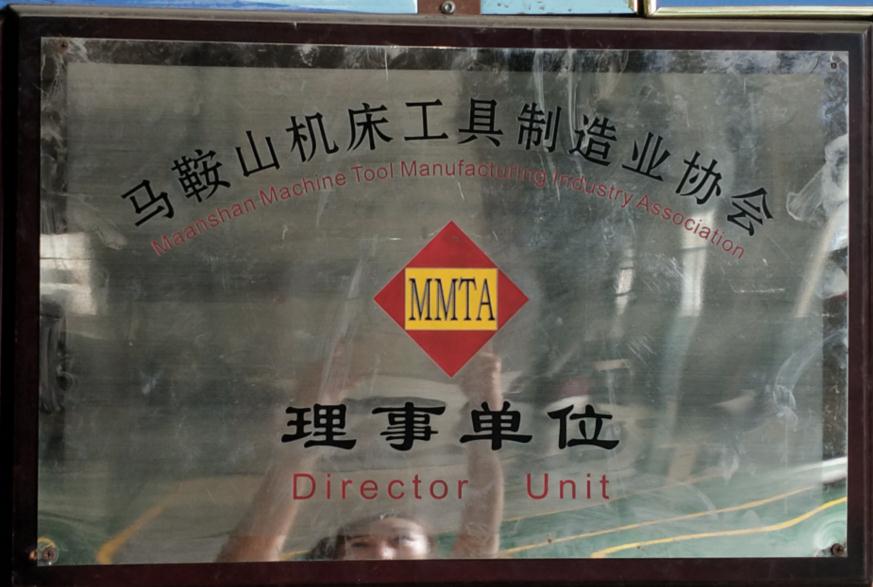 马鞍山机床工具制造业协会
Maanshan Machine Tool Manufacturing Industry Association
MMTA
理事单位
Director Unit